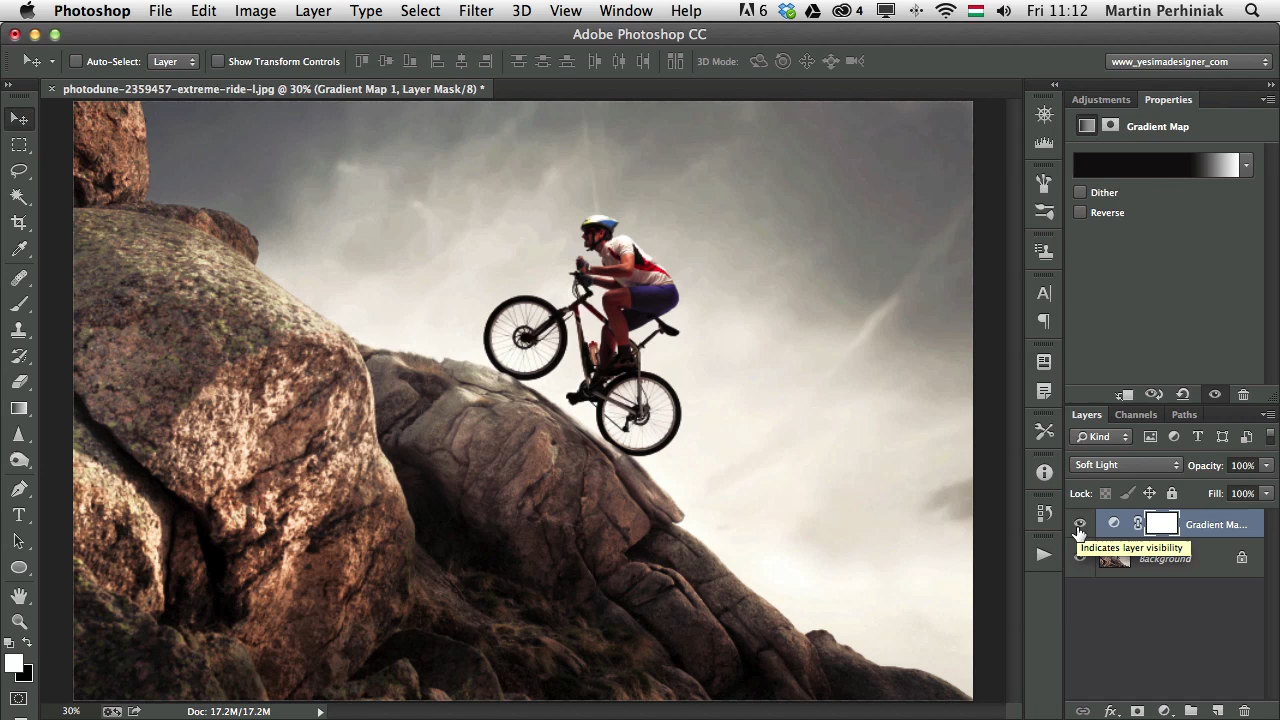 Photoshop File Edit Image Layer Type Select Filter 3D View Window Help 6 4 Fri 11:12 Martin Perhiniak
Adobe Photoshop CC
Auto-Select: Layer Show Transform Controls 3D Mode: www_yesimadesigner_com
photodune-2359457-extreme-ride-l.jpg @ 30% (Gradient Map 1, Layer Mask/8) *
Adjustments Properties
Gradient Map
Dither
Reverse
Layers Channels Paths
Kind
Soft Light Opacity: 100%
Lock: Fill: 100%
Gradient Ma...
Indicates layer visibility
Background
30% Doc: 17.2M/17.2M